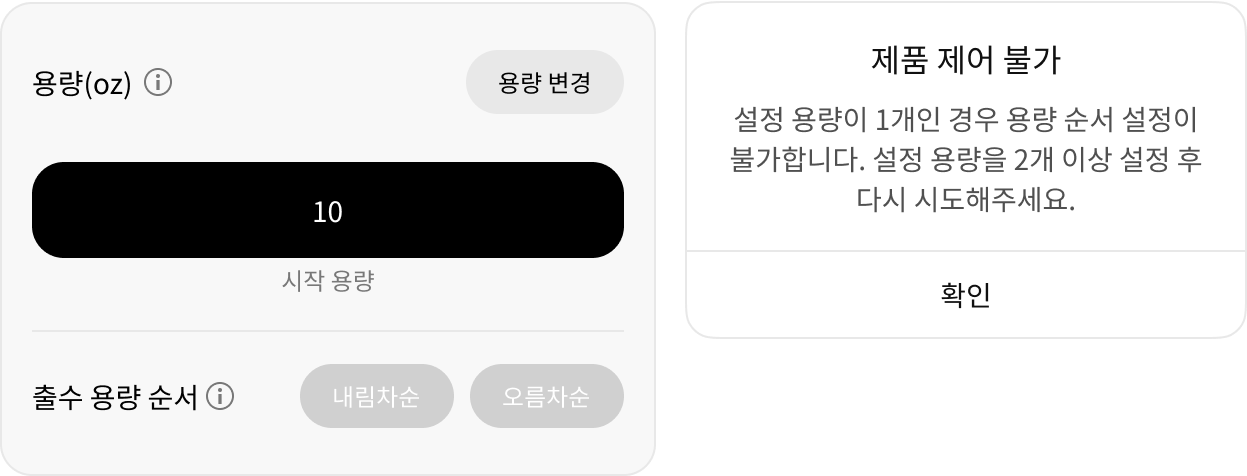 용량(oz)
용량 변경
10
시작 용량
출수 용량 순서
내림차순
오름차순
제품 제어 불가
설정 용량이 1개인 경우 용량 순서 설정이
불가합니다. 설정 용량을 2개 이상 설정 후
다시 시도해주세요.
확인